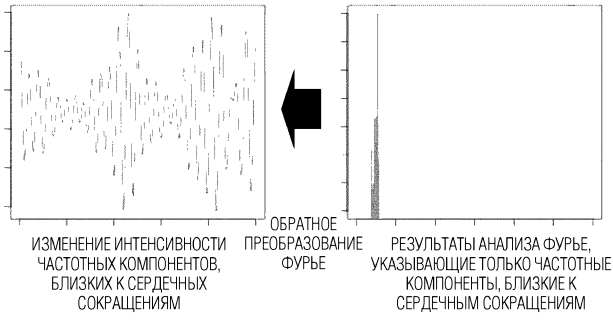 ИЗМЕНЕНИЕ ИНТЕНСИВНОСТИ
ЧАСТОТНЫХ КОМПОНЕНТОВ,
БЛИЗКИХ К СЕРДЕЧНЫХ
СОКРАЩЕНИЯМ
ОБРАТНОЕ
ПРЕОБРАЗОВАНИЕ
ФУРЬЕ
РЕЗУЛЬТАТЫ АНАЛИЗА ФУРЬЕ,
УКАЗЫВАЮЩИЕ ТОЛЬКО ЧАСТОТНЫЕ
КОМПОНЕНТЫ, БЛИЗКИЕ К
СЕРДЕЧНЫМ СОКРАЩЕНИЯМ